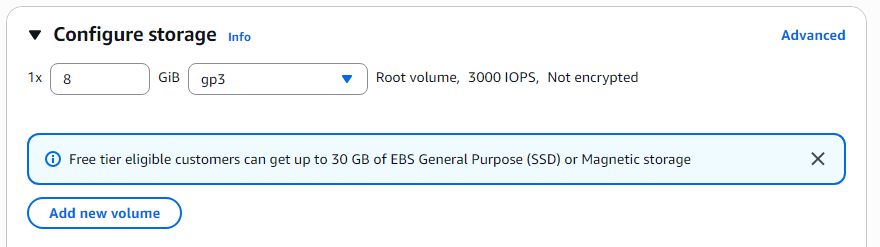 Configure storage Info Advanced
1x 8 GiB gp3 Root volume, 3000 IOPS, Not encrypted
Free tier eligible customers can get up to 30 GB of EBS General Purpose (SSD) or Magnetic storage
Add new volume